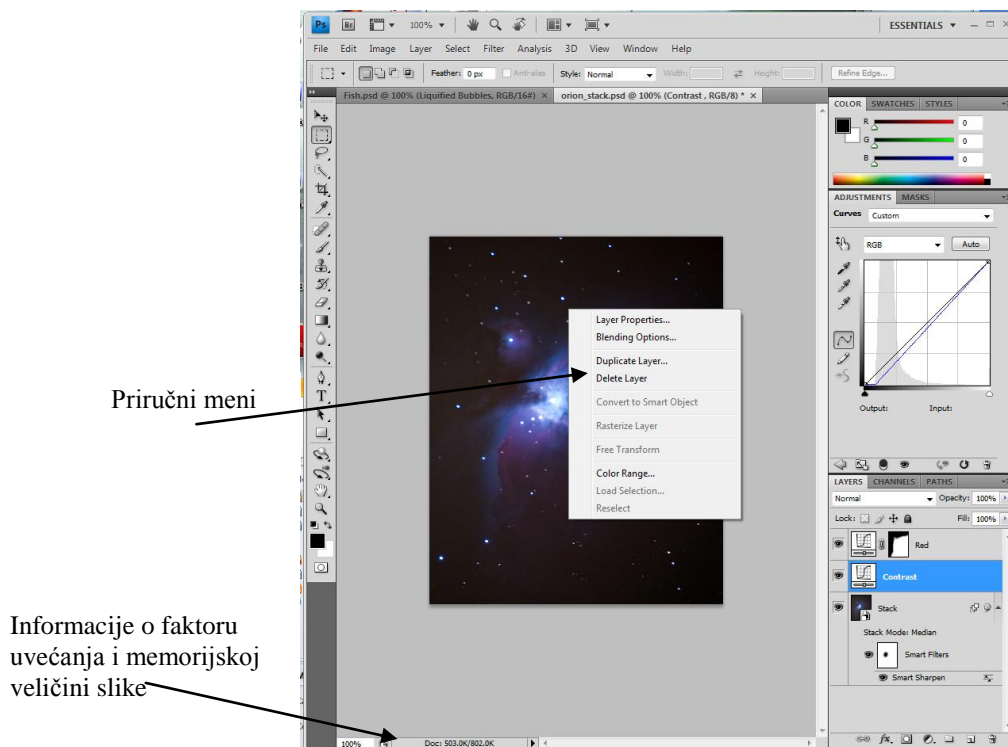 Ps Br 100% ESSENTIALS
File Edit Image Layer Select Filter Analysis 3D View Window Help
Feather: 0 px Anti-alias Style: Normal Width: Height: Refine Edge...
Fish.psd @ 100% (Liquified Bubbles, RGB/16#) × orion_stack.psd @ 100% (Contrast , RGB/8) * ×
COLOR SWATCHES STYLES
R 0
G 0
B 0
ADJUSTMENTS MASKS
Curves Custom
RGB Auto
Output: Input:
Layer Properties...
Blending Options...
Duplicate Layer...
Delete Layer
Convert to Smart Object
Rasterize Layer
Free Transform
Color Range...
Load Selection...
Reselect
Priručni meni
LAYERS CHANNELS PATHS
Normal Opacity: 100%
Lock: Fill: 100%
Red
Contrast
Stack
Stack Mode: Median
Smart Filters
Smart Sharpen
Informacije o faktoru
uvećanja i memorijskoj
veličini slike
100% Doc: 503.0K/802.0K